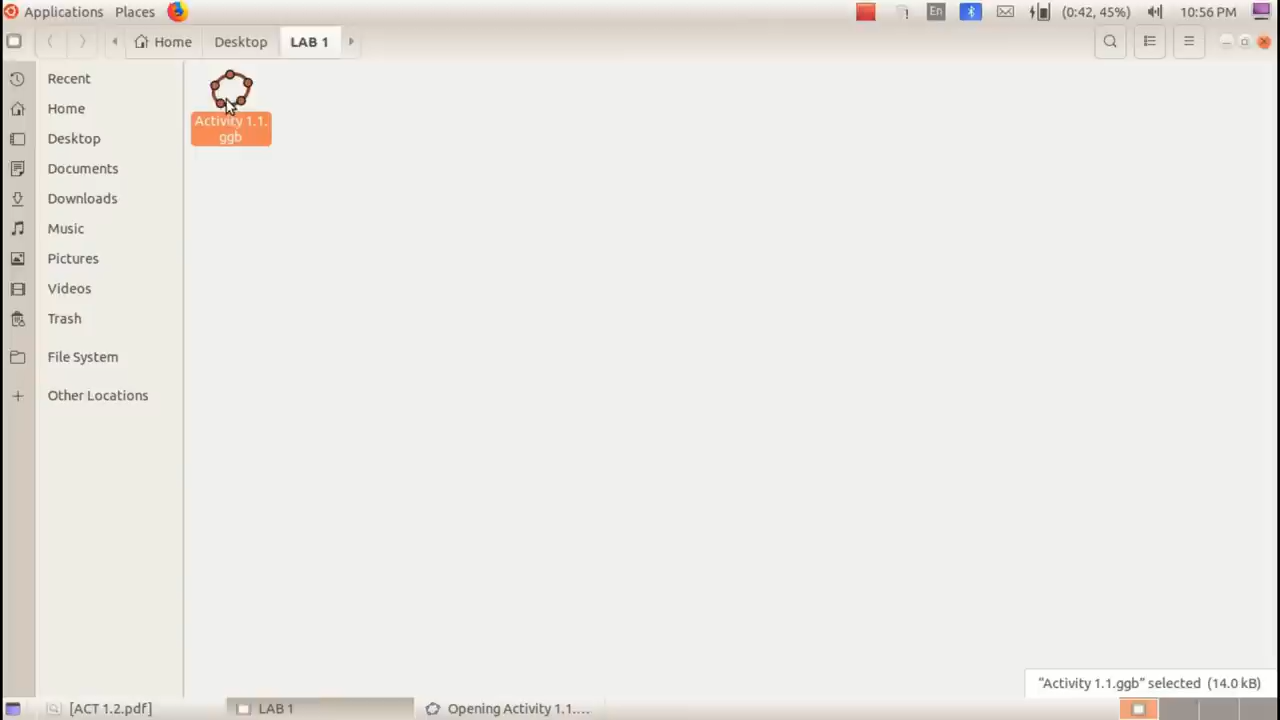 Applications Places En (0:42, 45%) 10:56 PM
Home Desktop LAB 1
Recent
Home
Desktop
Documents
Downloads
Music
Pictures
Videos
Trash
File System
Other Locations
Activity 1.1.
ggb
“Activity 1.1.ggb” selected (14.0 kB)
[ACT 1.2.pdf] LAB 1 Opening Activity 1.1....